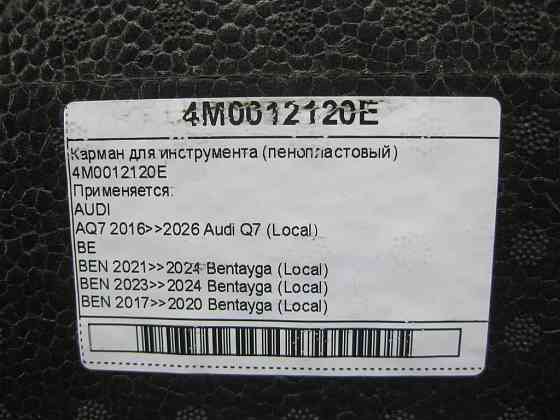 4M0012120E
Карман для инструмента (пенопластовый)
4M0012120E
Применяется:
AUDI
AQ7 2016>>2026 Audi Q7 (Local)
BE
BEN 2021>>2024 Bentayga (Local)
BEN 2023>>2024 Bentayga (Local)
BEN 2017>>2020 Bentayga (Local)